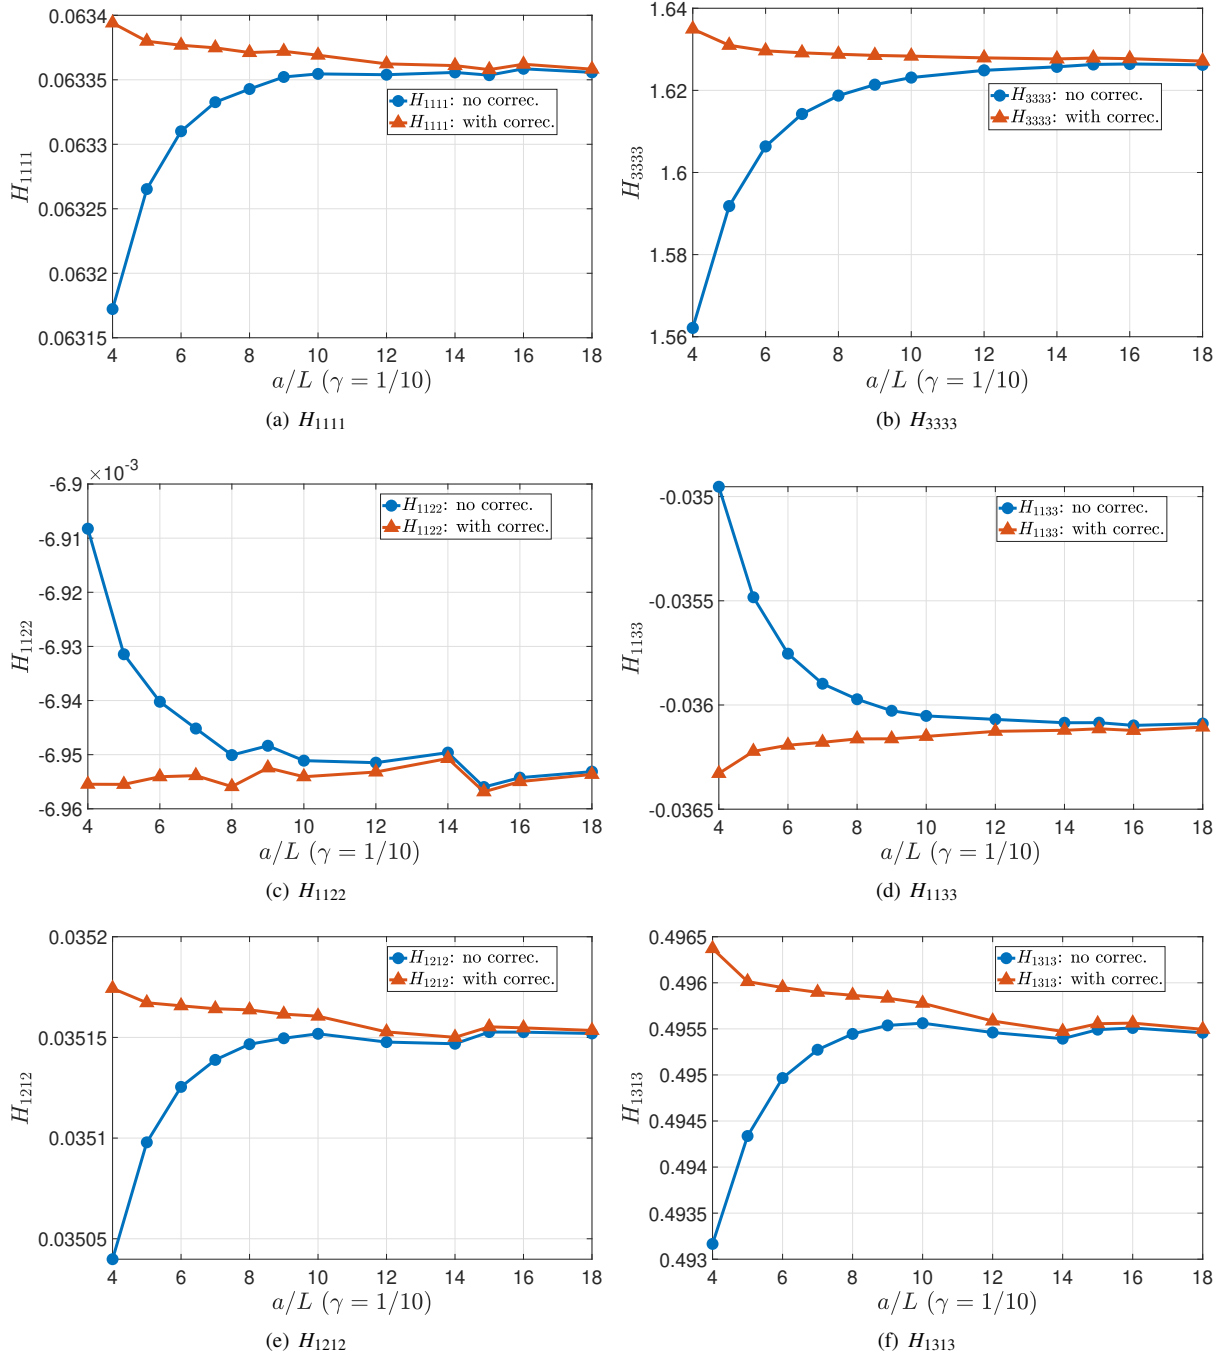 0.0634
0.06335
0.0633
0.06325
0.0632
0.06315
H1111
H1111: no correc.
H1111: with correc.
4 6 8 10 12 14 16 18
a/L (γ = 1/10)
(a) H1111
1.64
1.62
1.6
1.58
1.56
H3333
H3333: no correc.
H3333: with correc.
4 6 8 10 12 14 16 18
a/L (γ = 1/10)
(b) H3333
×10^-3
-6.9
-6.91
-6.92
-6.93
-6.94
-6.95
-6.96
H1122
H1122: no correc.
H1122: with correc.
4 6 8 10 12 14 16 18
a/L (γ = 1/10)
(c) H1122
-0.035
-0.0355
-0.036
-0.0365
H1133
H1133: no correc.
H1133: with correc.
4 6 8 10 12 14 16 18
a/L (γ = 1/10)
(d) H1133
0.0352
0.03515
0.0351
0.03505
H1212
H1212: no correc.
H1212: with correc.
4 6 8 10 12 14 16 18
a/L (γ = 1/10)
(e) H1212
0.4965
0.496
0.4955
0.495
0.4945
0.494
0.4935
0.493
H1313
H1313: no correc.
H1313: with correc.
4 6 8 10 12 14 16 18
a/L (γ = 1/10)
(f) H1313